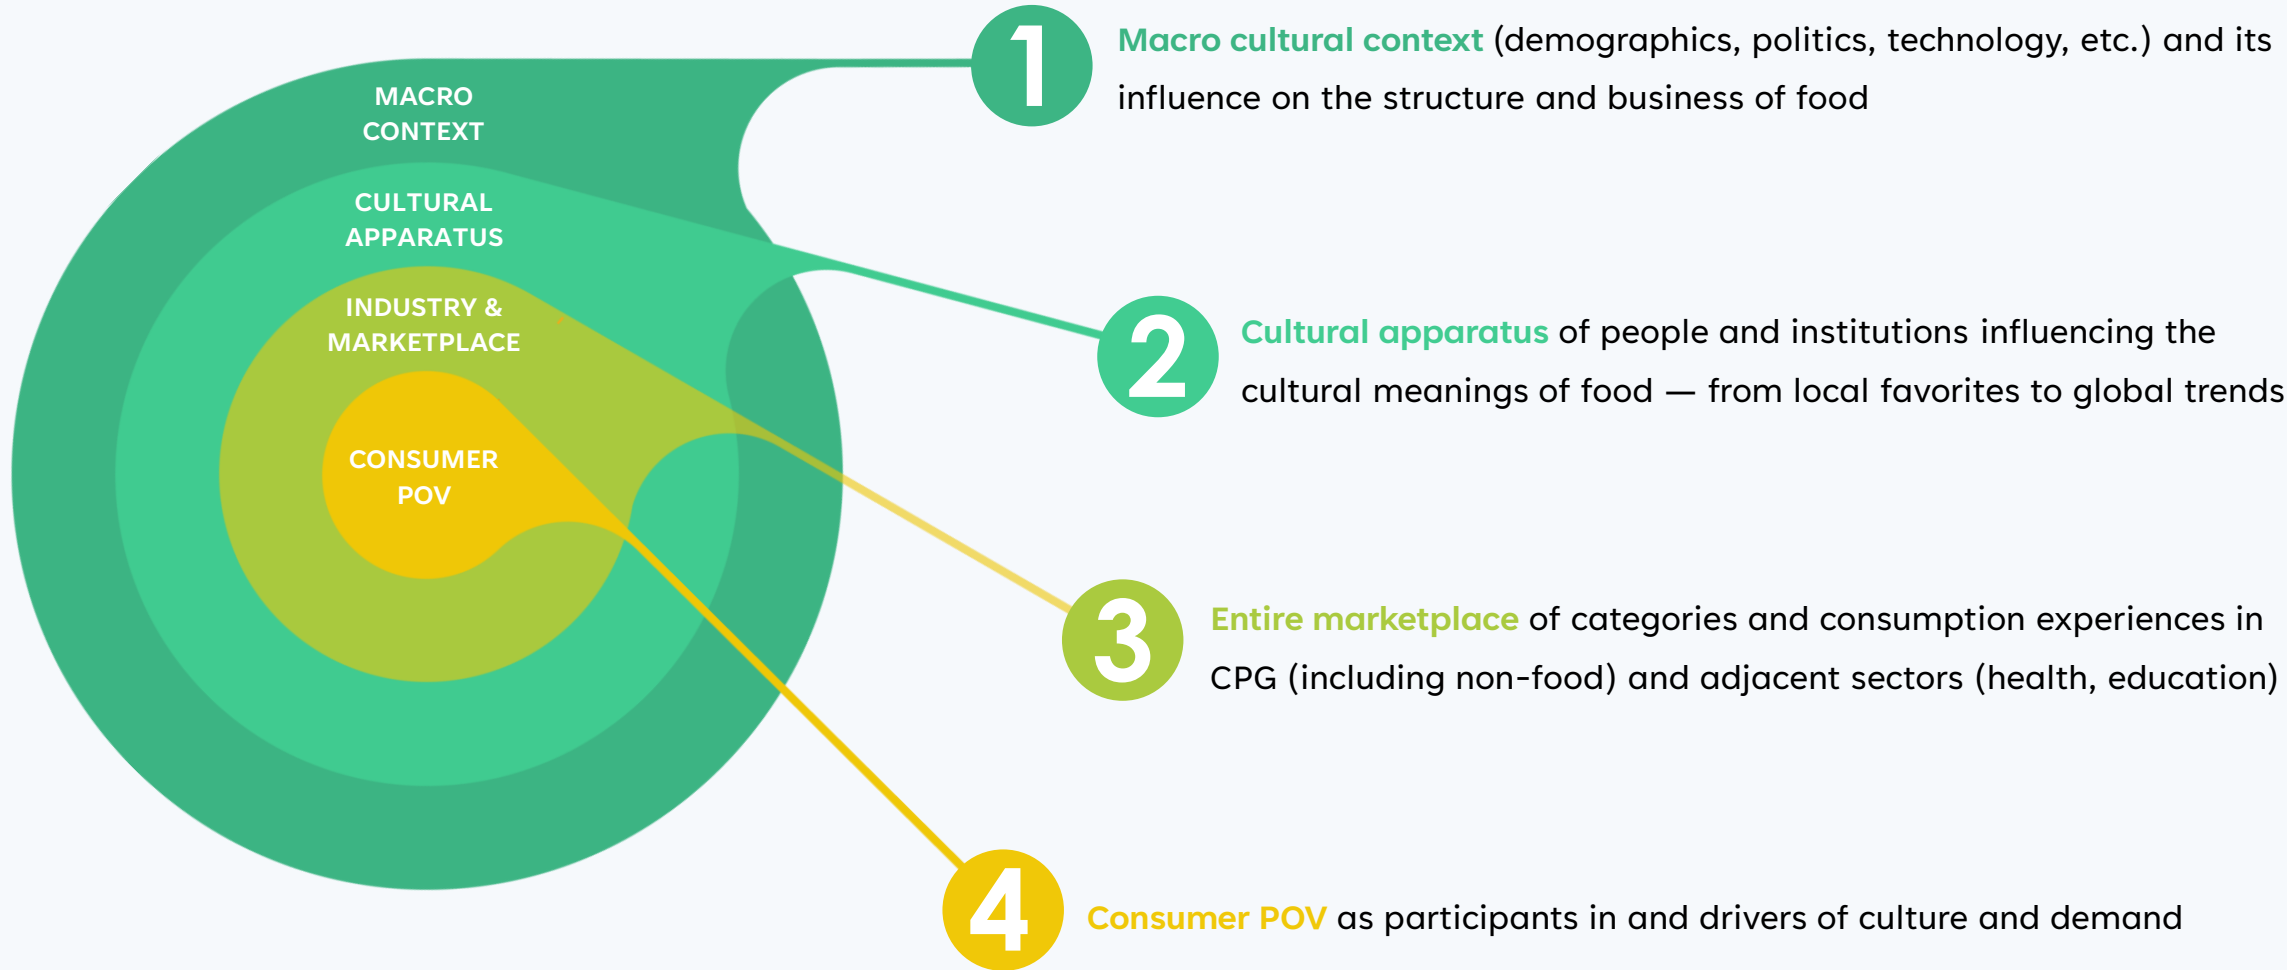 MACRO
CONTEXT
CULTURAL
APPARATUS
INDUSTRY &
MARKETPLACE
CONSUMER
POV
1
Macro cultural context (demographics, politics, technology, etc.) and its
influence on the structure and business of food
2
Cultural apparatus of people and institutions influencing the
cultural meanings of food — from local favorites to global trends
3
Entire marketplace of categories and consumption experiences in
CPG (including non-food) and adjacent sectors (health, education)
4
Consumer POV as participants in and drivers of culture and demand